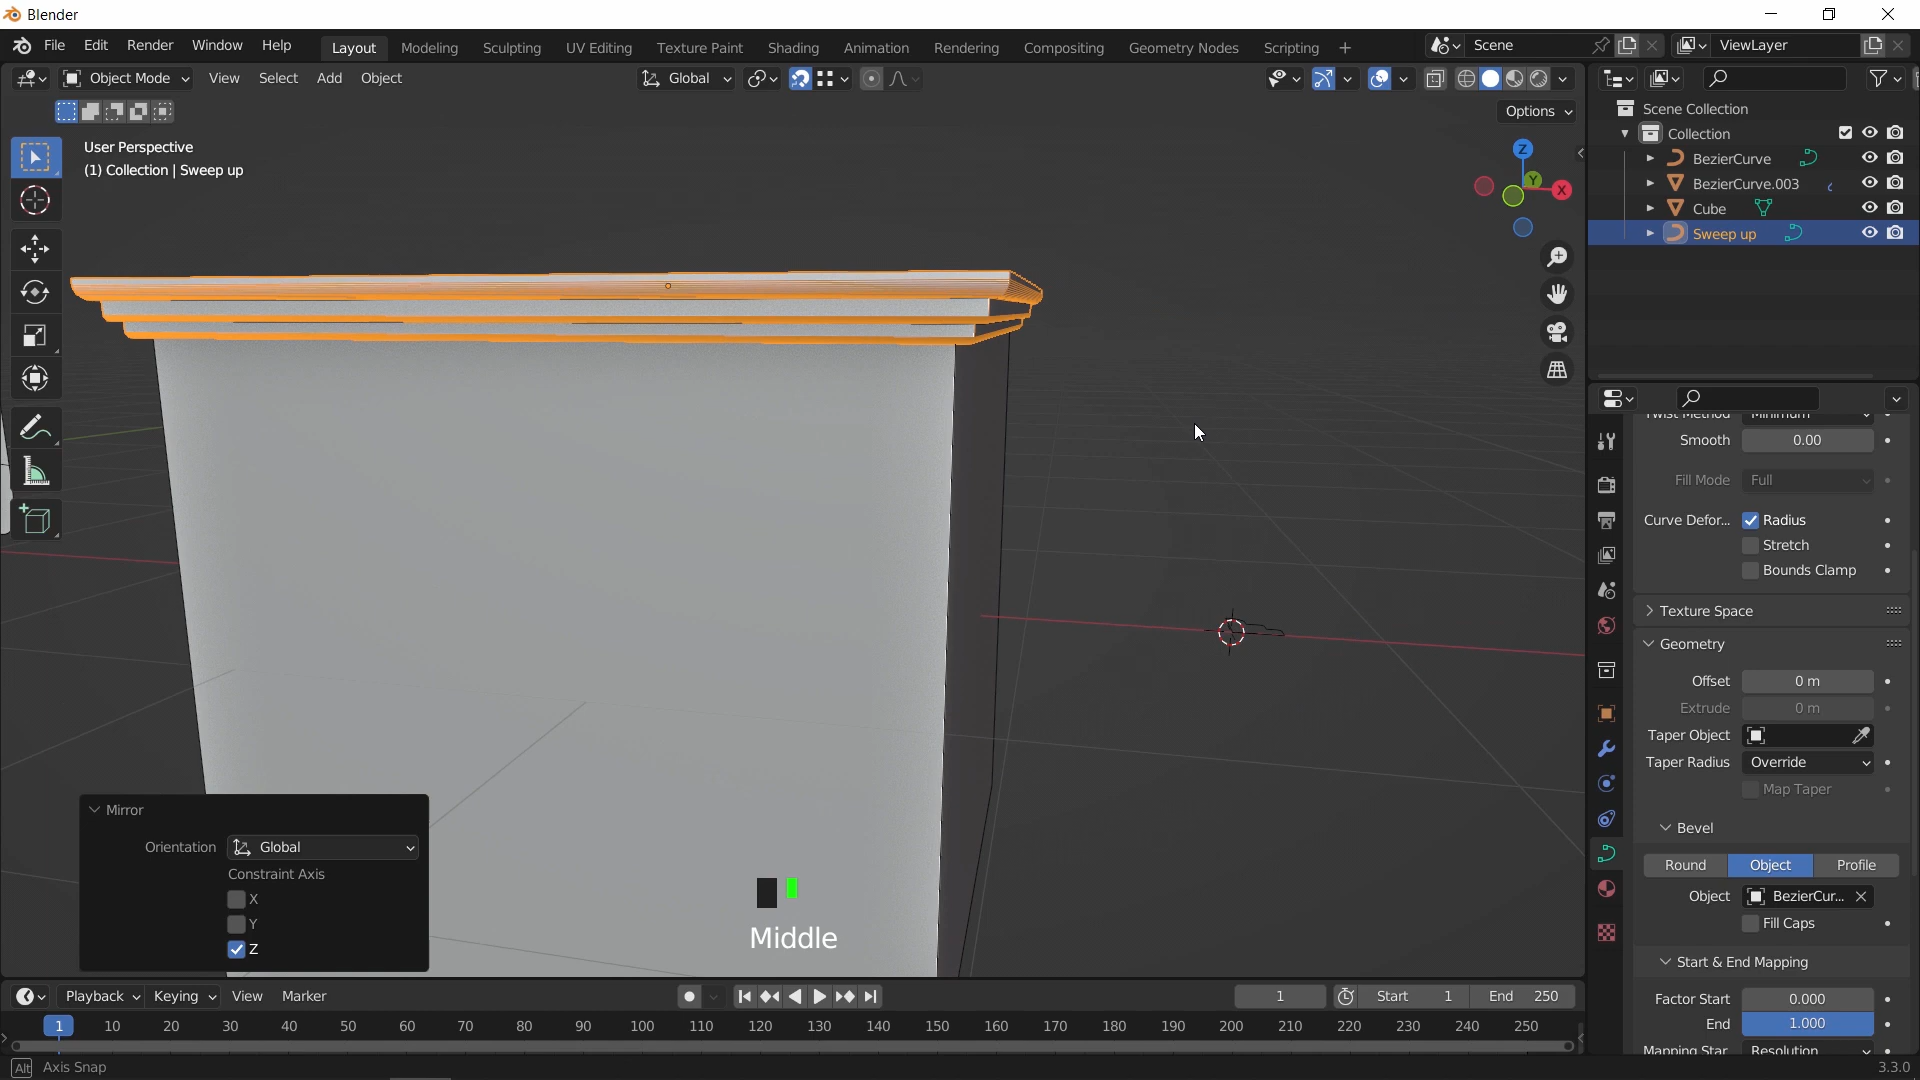 Blender
File Edit Render Window Help
Layout Modeling Sculpting UV Editing Texture Paint Shading Animation Rendering Compositing Geometry Nodes Scripting +
Scene
ViewLayer
Object Mode View Select Add Object
Global
Options
User Perspective
(1) Collection | Sweep up
Z
Y
X
Scene Collection
Collection
BezierCurve
BezierCurve.003
Cube
Sweep up
Twist Method Minimum
Smooth 0.00
Fill Mode Full
Curve Defor... Radius
Stretch
Bounds Clamp
Texture Space
Geometry
Offset 0 m
Extrude 0 m
Taper Object
Taper Radius Override
Map Taper
Bevel
Round Object Profile
Object BezierCur...
Fill Caps
Start & End Mapping
Factor Start 0.000
End 1.000
Mapping Star Resolution
Mirror
Orientation Global
Constraint Axis
X
Y
Z
Middle
Playback Keying View Marker
1 Start 1 End 250
1 10 20 30 40 50 60 70 80 90 100 110 120 130 140 150 160 170 180 190 200 210 220 230 240 250
Alt Axis Snap
3.3.0